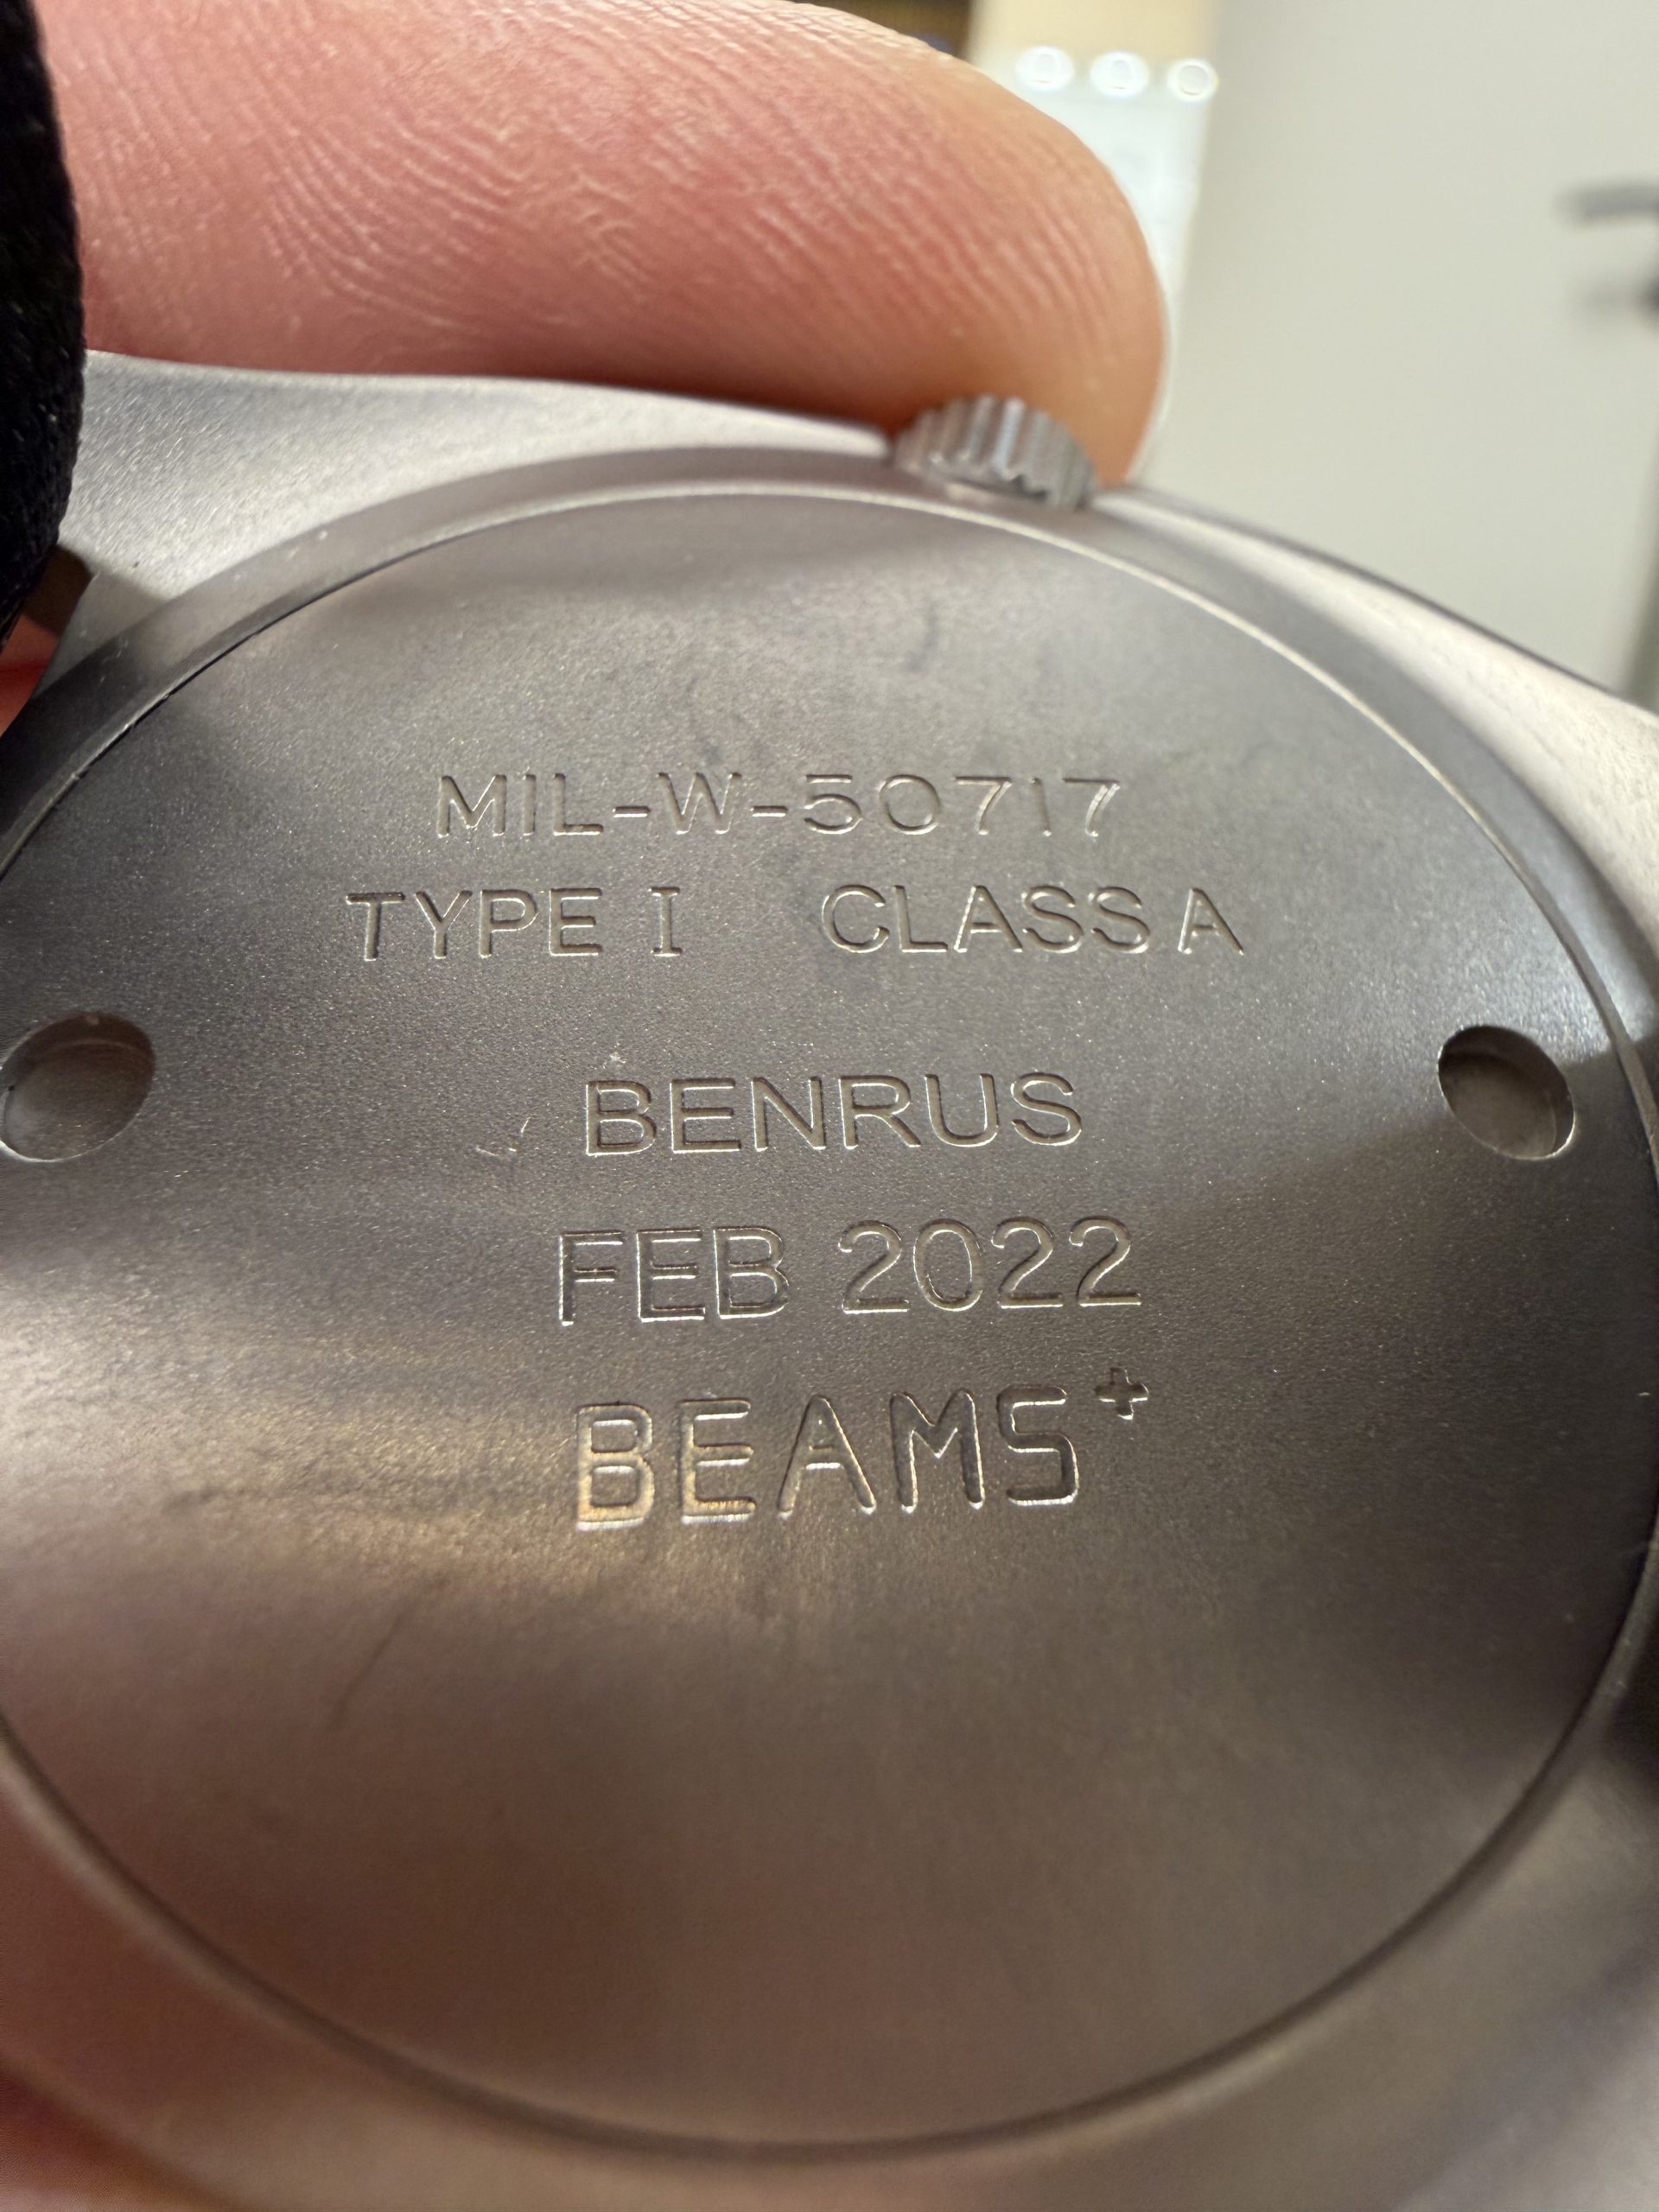 MIL-W-50717
TYPE I CLASS A
BENRUS
FEB 2022
BEAMS+